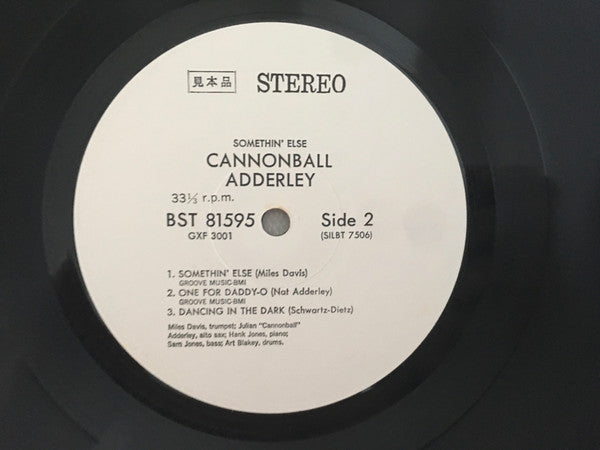 見本品 STEREO
SOMETHIN' ELSE
CANNONBALL
ADDERLEY
33⅓ r.p.m.
BST 81595 Side 2
GXF 3001 (SILBT 7506)
1. SOMETHIN' ELSE (Miles Davis)
GROOVE MUSIC-BMI
2. ONE FOR DADDY-O (Nat Adderley)
GROOVE MUSIC-BMI
3. DANCING IN THE DARK (Schwartz-Dietz)
Miles Davis, trumpet; Julian "Cannonball"
Adderley, alto sax; Hank Jones, piano;
Sam Jones, bass; Art Blakey, drums.